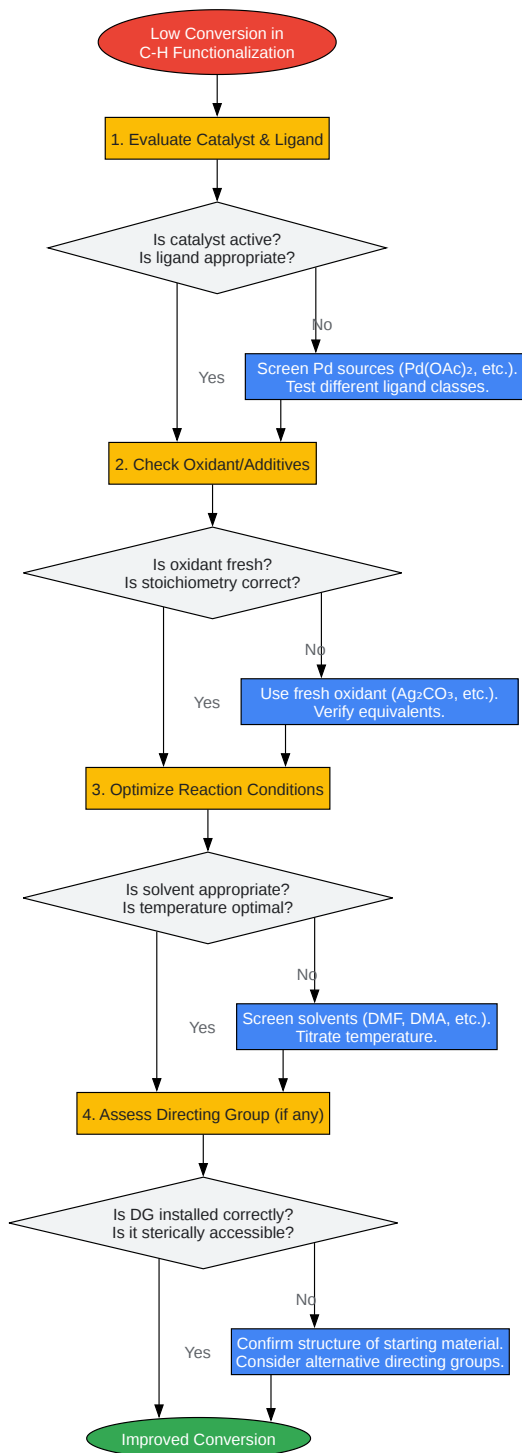 Low Conversion in
C-H Functionalization
1. Evaluate Catalyst & Ligand
Is catalyst active?
Is ligand appropriate?
No
Yes
Screen Pd sources (Pd(OAc)₂, etc.).
Test different ligand classes.
2. Check Oxidant/Additives
Is oxidant fresh?
Is stoichiometry correct?
No
Yes
Use fresh oxidant (Ag₂CO₃, etc.).
Verify equivalents.
3. Optimize Reaction Conditions
Is solvent appropriate?
Is temperature optimal?
No
Yes
Screen solvents (DMF, DMA, etc.).
Titrate temperature.
4. Assess Directing Group (if any)
Is DG installed correctly?
Is it sterically accessible?
No
Yes
Confirm structure of starting material.
Consider alternative directing groups.
Improved Conversion